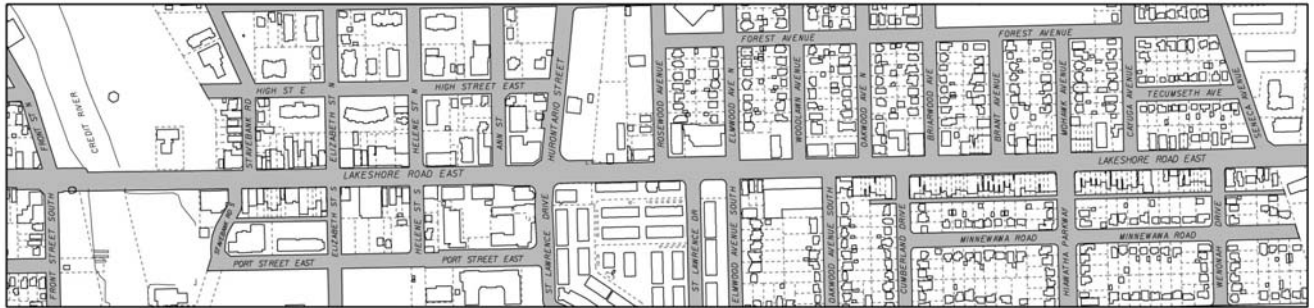 FOREST AVENUE
FOREST AVENUE
FRONT ST N
CREDIT RIVER
HIGH ST E
STAVEBANK RD
ELIZABETH ST N
HIGH STREET EAST
HELENE ST N
ANN ST
HURONTARIO STREET
ROSEWOOD AVENUE
ELMWOOD AVE N
WOODLAWN AVENUE
OAKWOOD AVE N
BRIARWOOD AVE
BRANT AVENUE
MOHAWK AVENUE
CAYUGA AVENUE
TECUMSETH AVE
SENECA AVENUE
LAKESHORE ROAD EAST
LAKESHORE ROAD EAST
FRONT STREET SOUTH
STAVEBANK RD S
ELIZABETH ST S
HELENE ST S
PORT STREET EAST
PORT STREET EAST
ST LAWRENCE DRIVE
ST LAWRENCE DR
ELMWOOD AVENUE SOUTH
OAKWOOD AVENUE SOUTH
CUMBERLAND DRIVE
MINNEWAWA ROAD
HIAWATHA PARKWAY
MINNEWAWA ROAD
WENONAH DRIVE